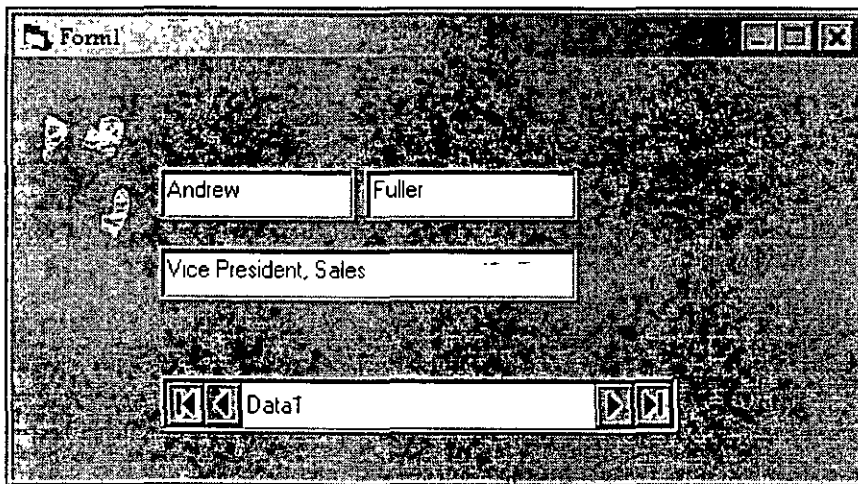 Form1
Andrew Fuller
Vice President, Sales
Data1